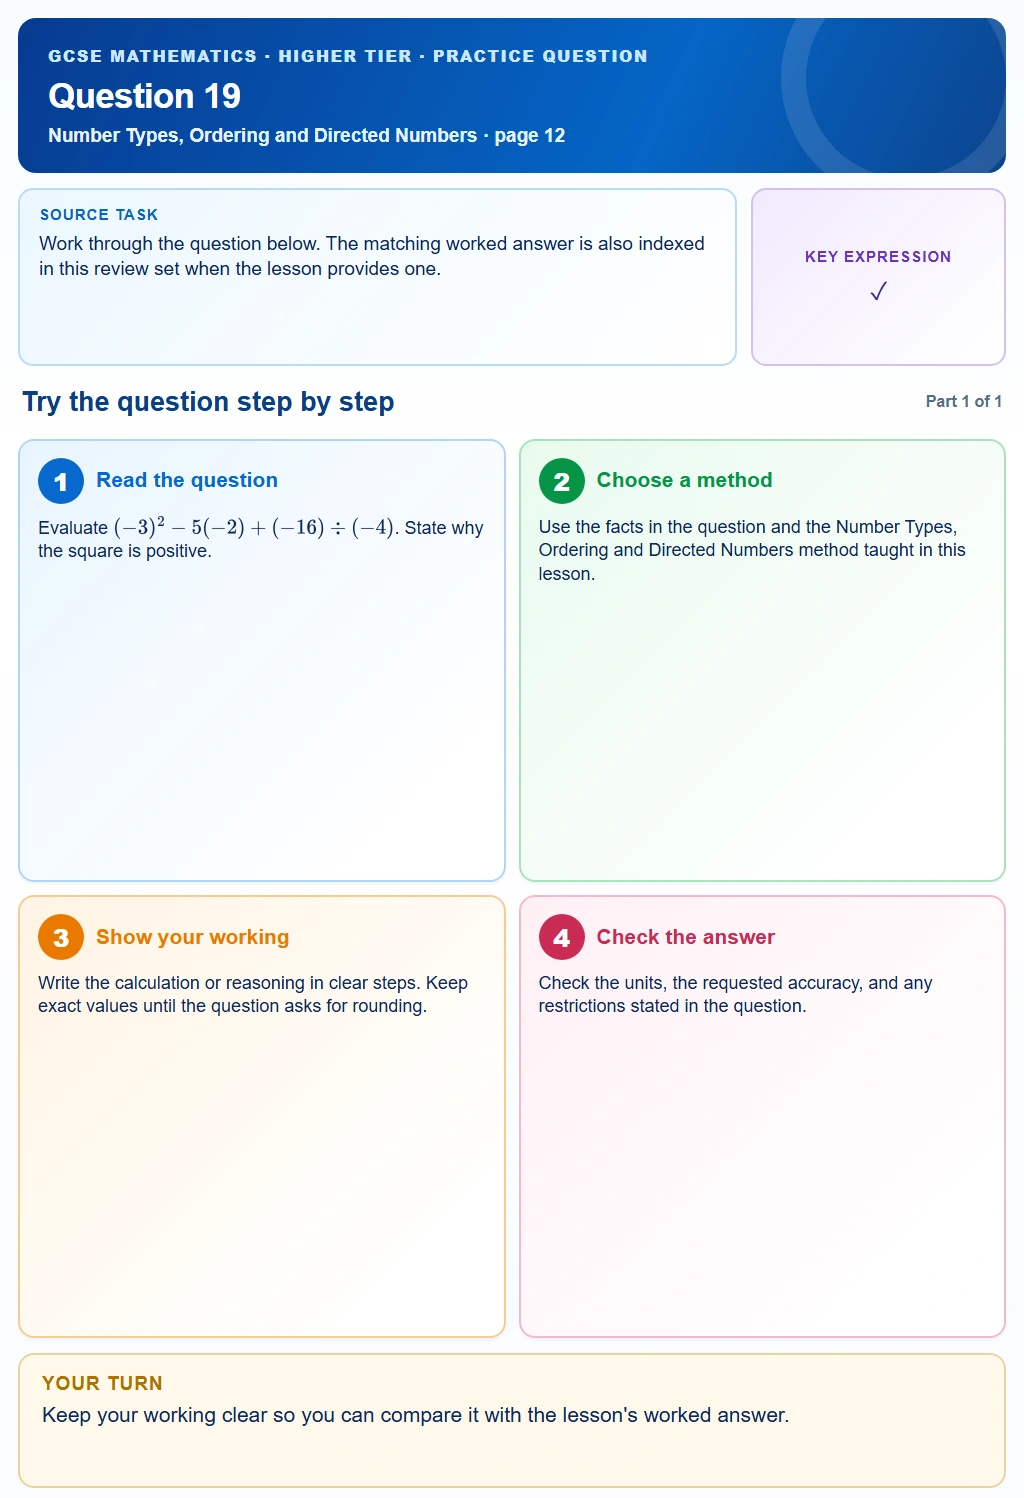 GCSE MATHEMATICS · HIGHER TIER · PRACTICE QUESTION
Question 19
Number Types, Ordering and Directed Numbers · page 12
SOURCE TASK
Work through the question below. The matching worked answer is also indexed
in this review set when the lesson provides one.
KEY EXPRESSION
✓
Try the question step by step
Part 1 of 1
1 Read the question
Evaluate (−3)² − 5(−2) + (−16) ÷ (−4). State why
the square is positive.
2 Choose a method
Use the facts in the question and the Number Types,
Ordering and Directed Numbers method taught in this
lesson.
3 Show your working
Write the calculation or reasoning in clear steps. Keep
exact values until the question asks for rounding.
4 Check the answer
Check the units, the requested accuracy, and any
restrictions stated in the question.
YOUR TURN
Keep your working clear so you can compare it with the lesson's worked answer.